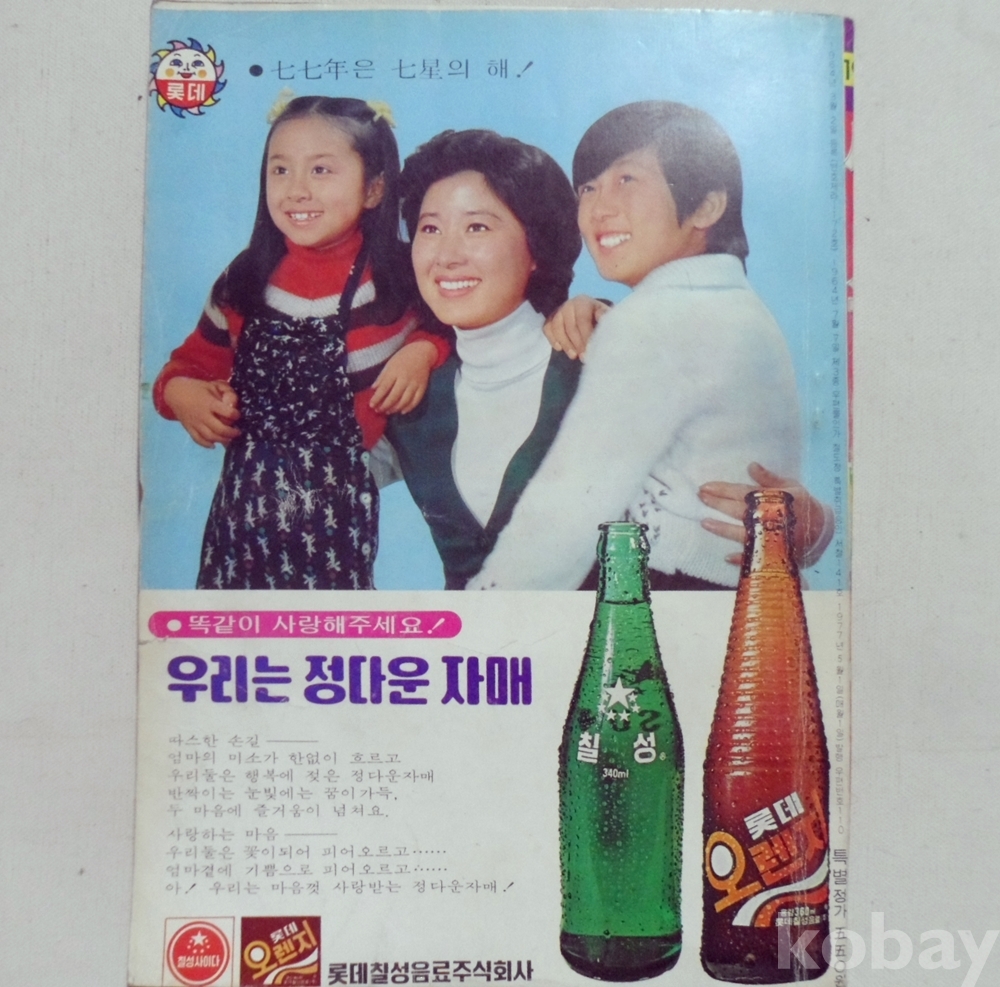 롯데
● 七七年은 七星의 해!
● 똑같이 사랑해주세요!
우리는 정다운 자매
따스한 손길 ───
엄마의 미소가 한없이 흐르고
우리둘은 행복에 젖은 정다운자매
반짝이는 눈빛에는 꿈이가득.
두 마음에 즐거움이 넘쳐요.
사랑하는 마음 ───
우리둘은 꽃이되어 피어오르고……
엄마곁에 기쁨으로 피어오르고……
아! 우리는 마음껏 사랑받는 정다운자매!
칠성사이다
롯데
오렌지
롯데칠성음료주식회사
칠 성
340ml
롯데
오렌지
특별정가 五五0원
kobay